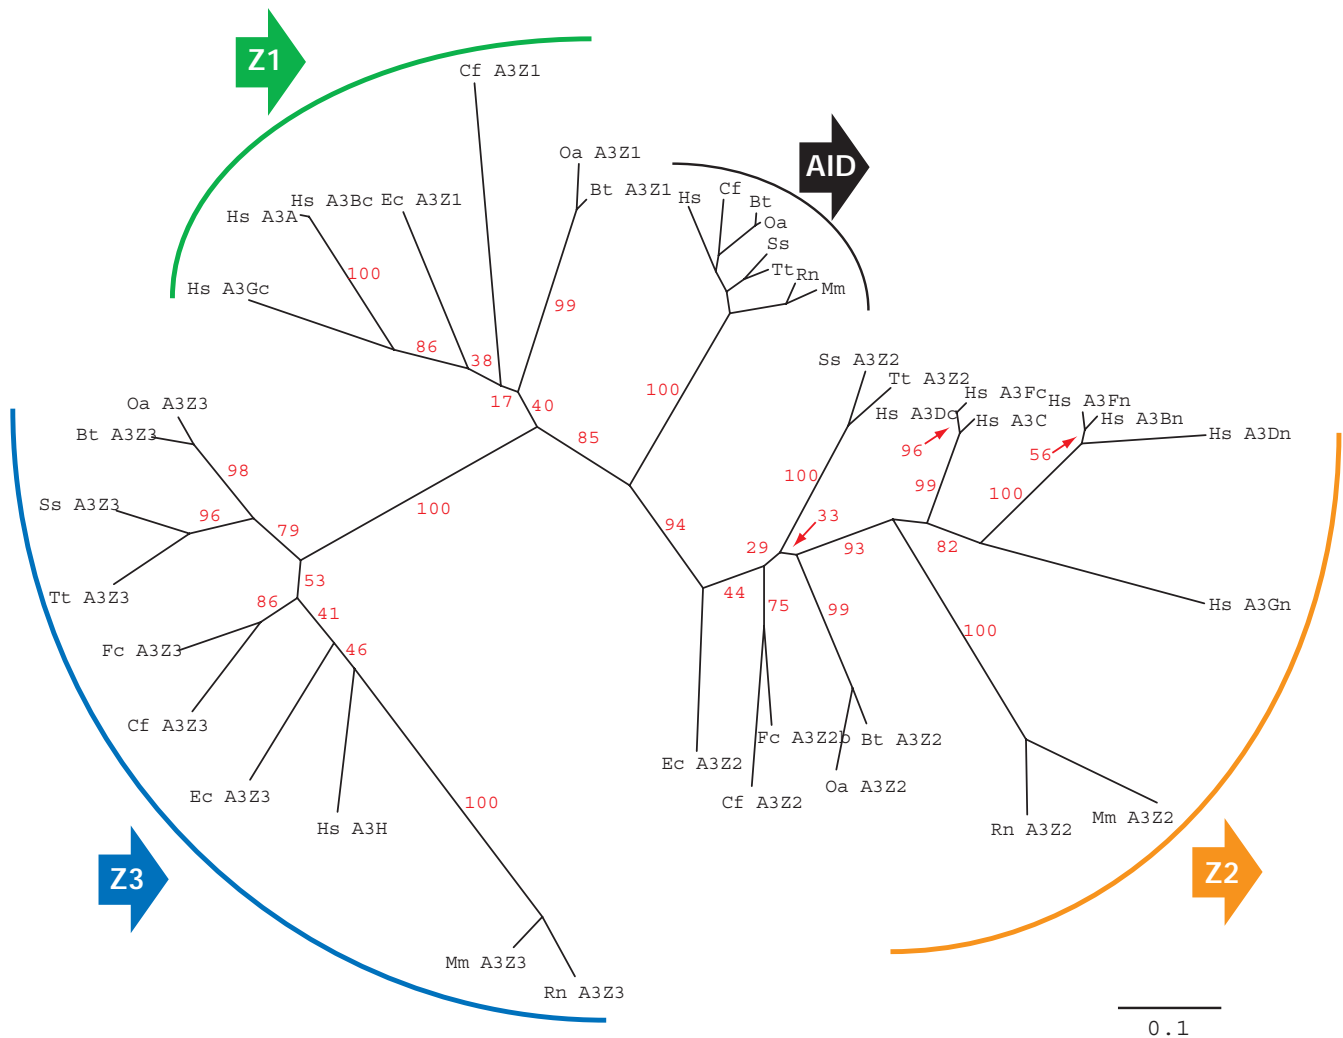 Z1
Cf A3Z1
Oa A3Z1
AID
Bt A3Z1
Hs
Cf
Bt
Hs A3Bc
Ec A3Z1
Hs A3A
Oa
Ss
Tt
Rn
Mm
100
Hs A3Gc
99
86
38
17
40
100
85
Ss A3Z2
Tt A3Z2
Hs A3Fc
Hs A3Fn
Hs A3Dc
Hs A3C
Hs A3Bn
Hs A3Dn
96
56
99
100
100
Oa A3Z3
Bt A3Z3
98
Ss A3Z3
96
79
100
94
33
29
93
82
53
Tt A3Z3
86
41
44
75
99
100
Hs A3Gn
46
Fc A3Z3
Cf A3Z3
Fc A3Z2b
Bt A3Z2
Ec A3Z2
Oa A3Z2
Ec A3Z3
100
Cf A3Z2
Hs A3H
Rn A3Z2
Mm A3Z2
Z3
Z2
Mm A3Z3
Rn A3Z3
0.1